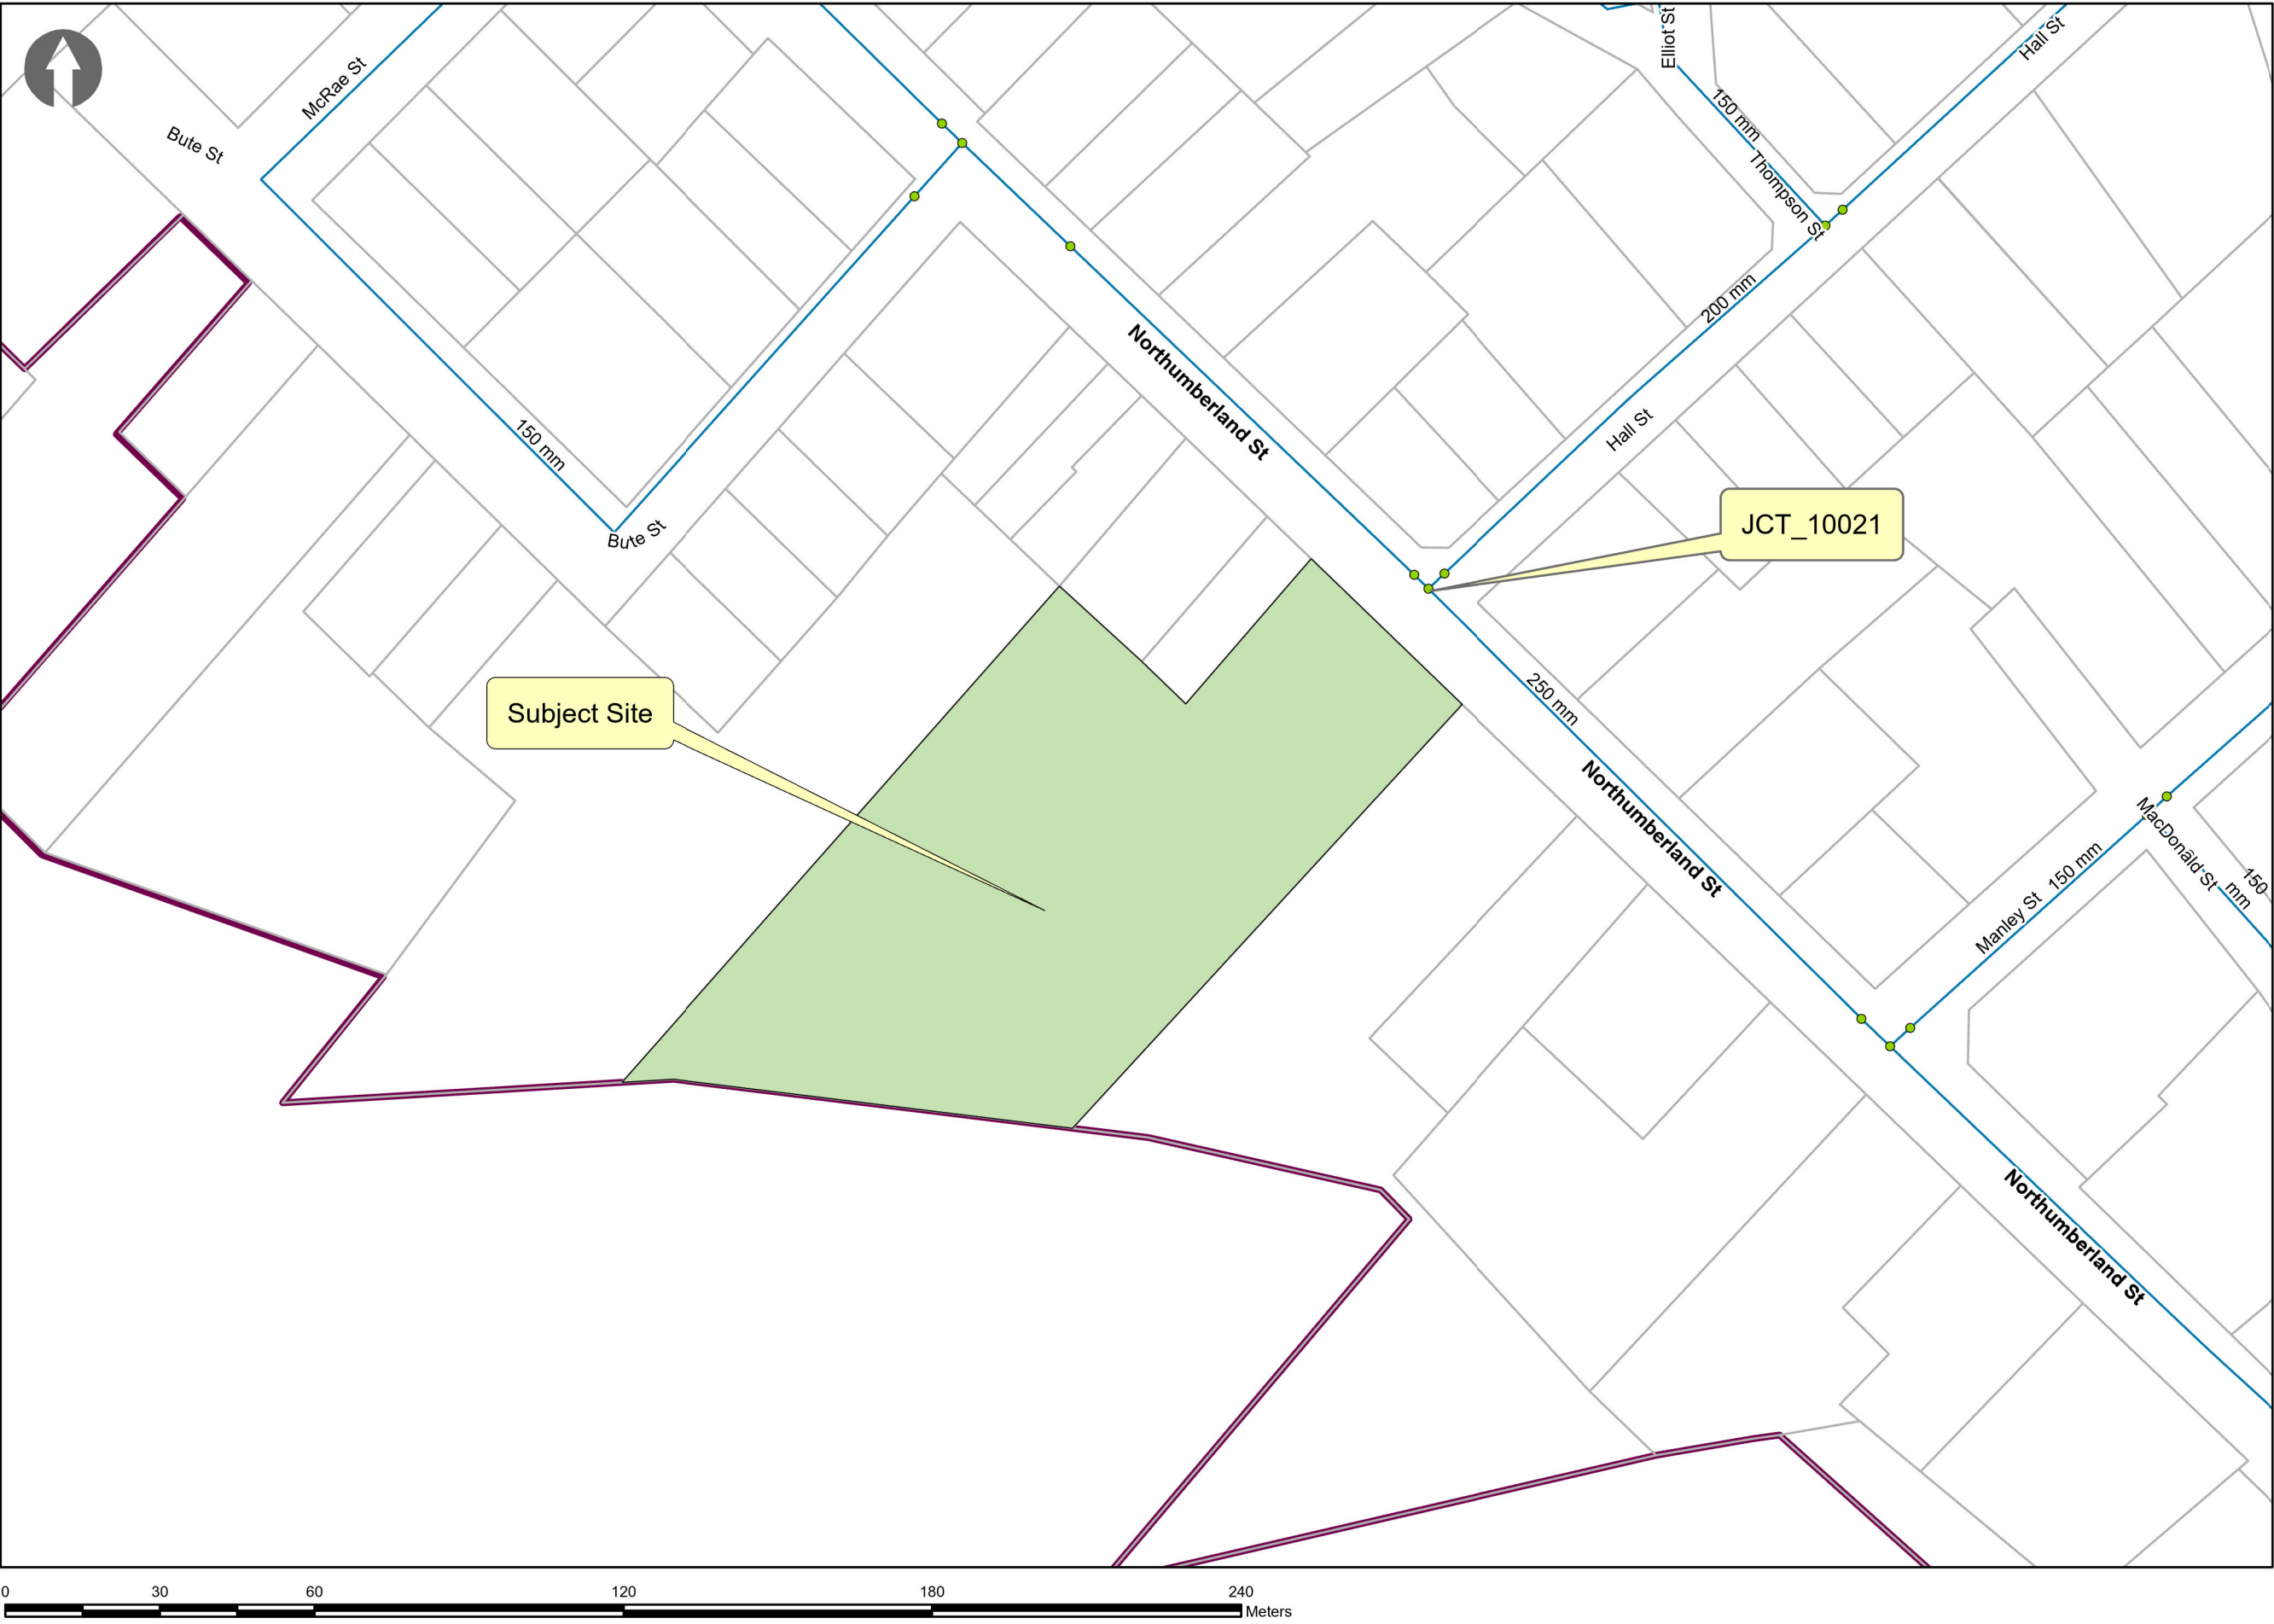 Elliot St
Hall St
McRae St
150 mm
Bute St
Thompson St
200 mm
Northumberland St
Hall St
150 mm
JCT_10021
Bute St
250 mm
Subject Site
Northumberland St
MacDonald St
150 mm
150
mm
Manley St
Northumberland St
0 30 60 120 180 240
Meters